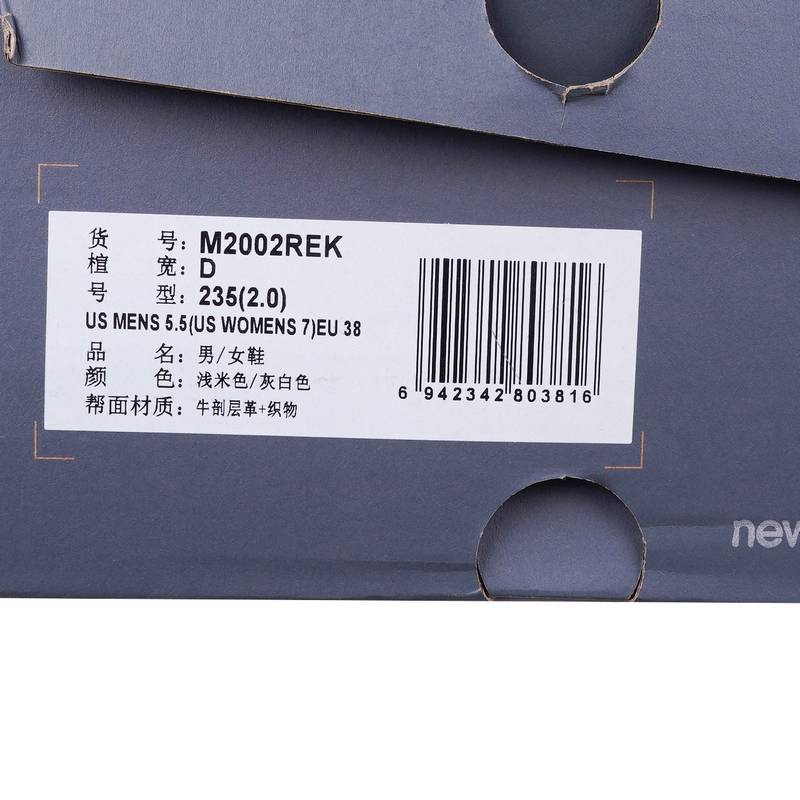 货 号：M2002REK
楦 宽：D
号 型：235(2.0)
US MENS 5.5(US WOMENS 7)EU 38
品 名：男/女鞋
颜 色：浅米色/灰白色
帮面材质：牛剖层革+织物
6 942342 803816
new